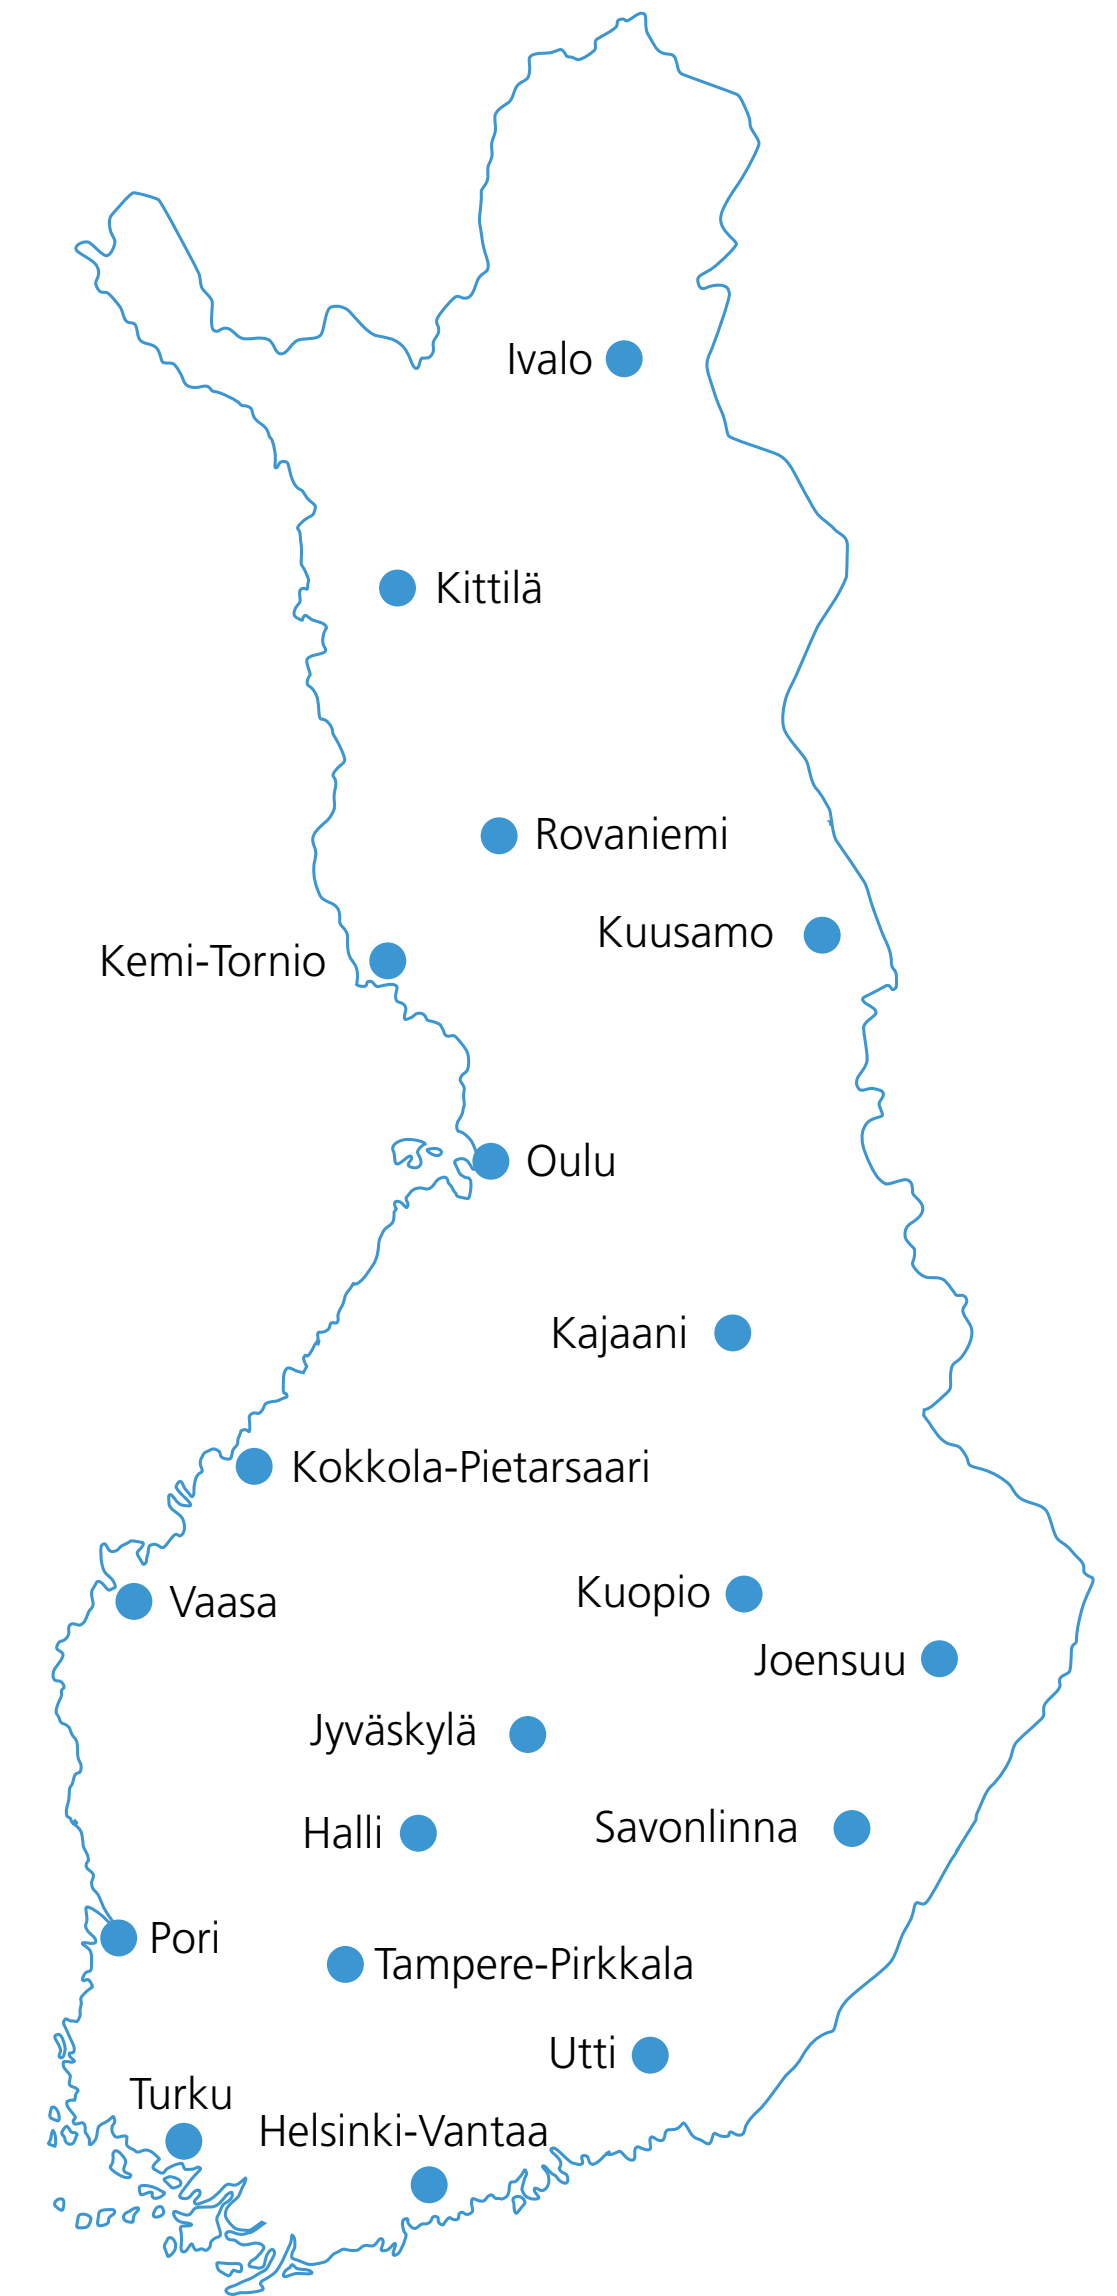 Ivalo
Kittilä
Rovaniemi
Kuusamo
Kemi-Tornio
Oulu
Kajaani
Kokkola-Pietarsaari
Kuopio
Vaasa
Joensuu
Jyväskylä
Savonlinna
Halli
Pori
Tampere-Pirkkala
Utti
Turku
Helsinki-Vantaa